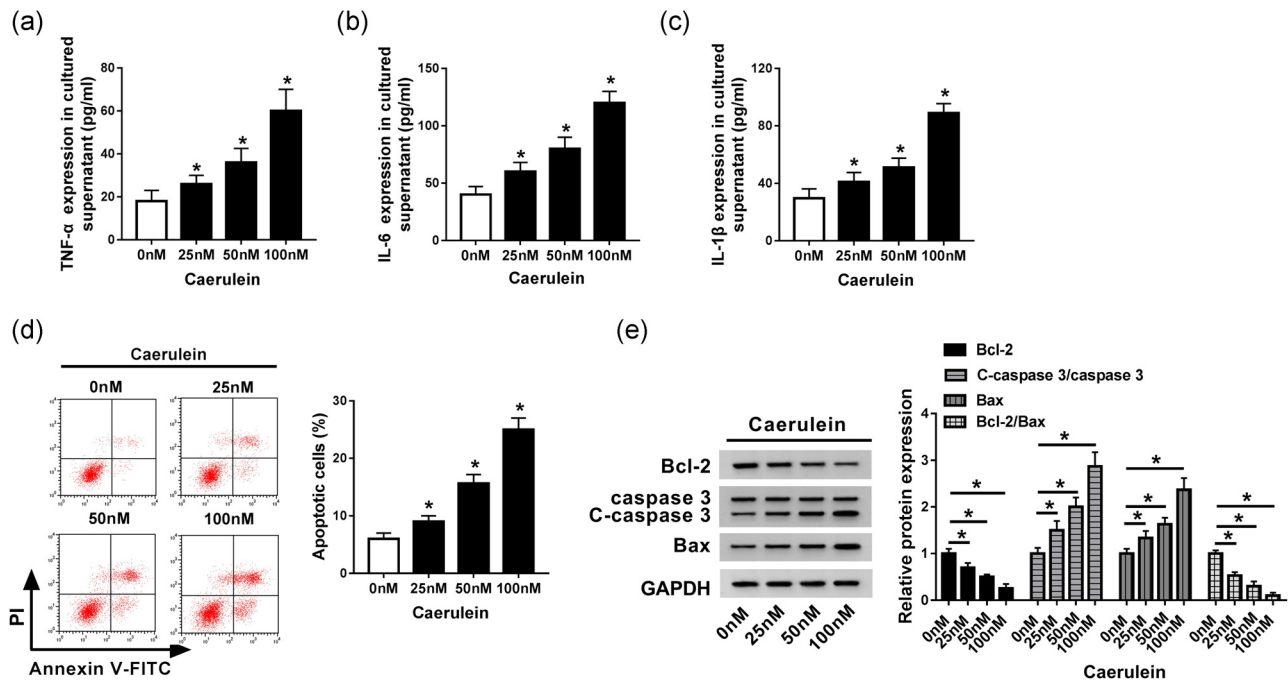 (a)
TNF-α expression in cultured
supernatant (pg/ml)
80
60
40
20
0
*
*
*
0nM 25nM 50nM 100nM
Caerulein
(b)
IL-6 expression in cultured
supernatant (pg/ml)
150
100
50
0
*
*
*
0nM 25nM 50nM 100nM
Caerulein
(c)
IL-1β expression in cultured
supernatant (pg/ml)
120
80
40
0
*
*
*
0nM 25nM 50nM 100nM
Caerulein
(d)
Caerulein
0nM 25nM
50nM 100nM
PI
Annexin V-FITC
Apoptotic cells (%)
30
20
10
0
*
*
*
0nM 25nM 50nM 100nM
Caerulein
(e)
Caerulein
Bcl-2
caspase 3
C-caspase 3
Bax
GAPDH
0nM 25nM 50nM 100nM
Bcl-2
C-caspase 3/caspase 3
Bax
Bcl-2/Bax
Relative protein expression
4
3
2
1
0
* * *
* * *
* * *
* * *
0nM 25nM 50nM 100nM 0nM 25nM 50nM 100nM 0nM 25nM 50nM 100nM 0nM 25nM 50nM 100nM
Caerulein